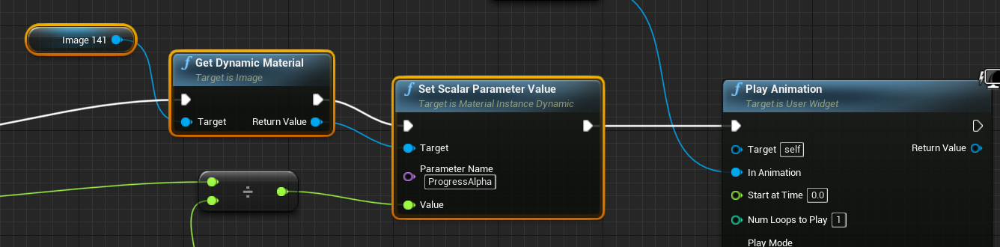 Image 141
f Get Dynamic Material
Target is Image
Target
Return Value
÷
f Set Scalar Parameter Value
Target is Material Instance Dynamic
Target
Parameter Name
ProgressAlpha
Value
f Play Animation
Target is User Widget
Target self
Return Value
In Animation
Start at Time 0.0
Num Loops to Play 1
Play Mode